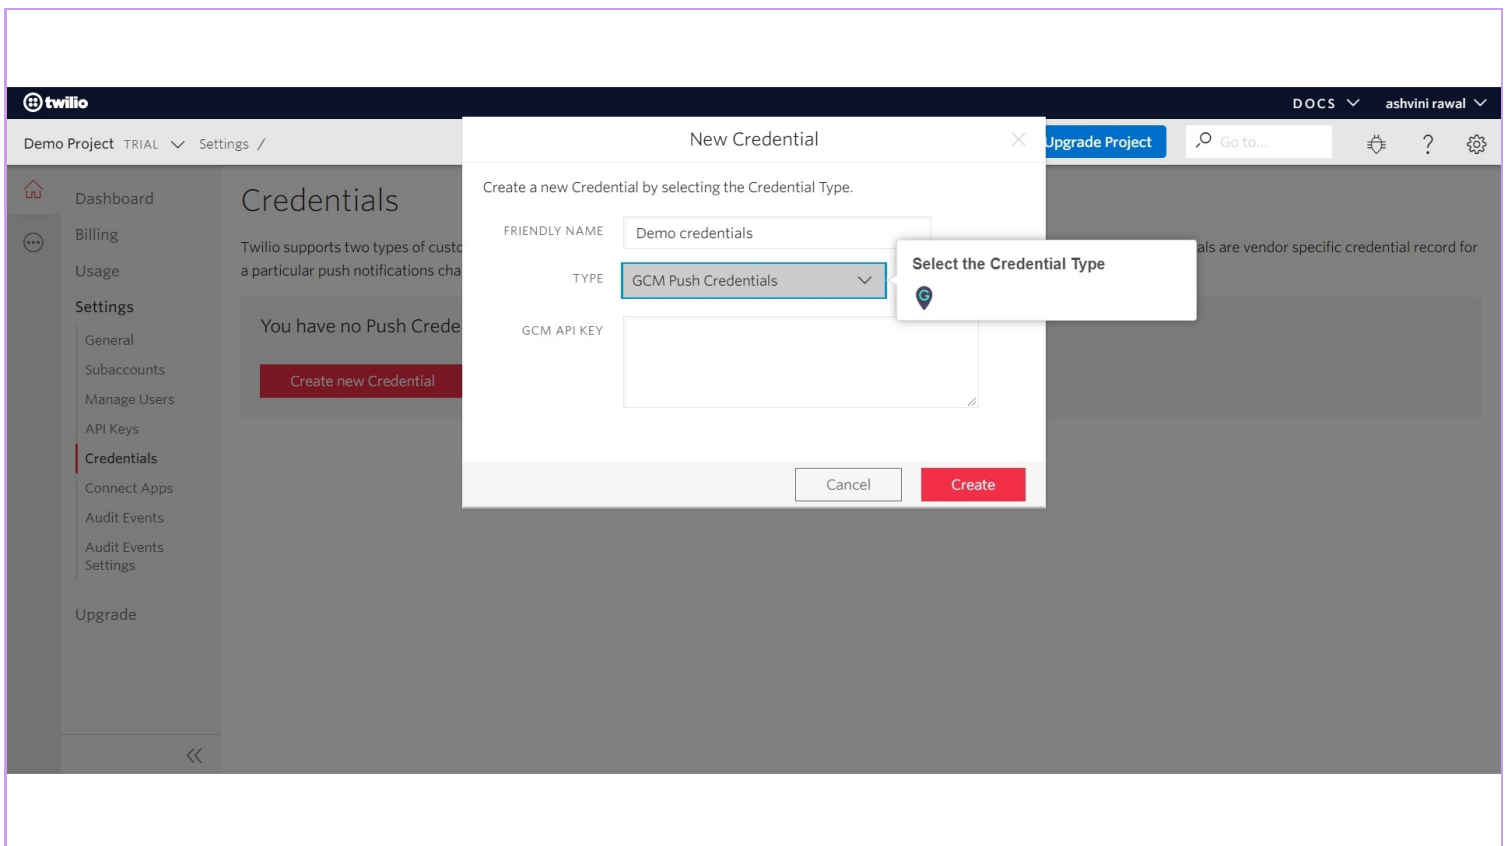 twilio
DOCS
ashvini rawal
Demo Project TRIAL Settings /
New Credential
Upgrade Project
Go to...
?
Dashboard
Billing
Usage
Settings
General
Subaccounts
Manage Users
API Keys
Credentials
Connect Apps
Audit Events
Audit Events
Settings
Upgrade
Credentials
Twilio supports two types of custo
als are vendor specific credential record for
a particular push notifications cha
You have no Push Crede
Create new Credential
Create a new Credential by selecting the Credential Type.
FRIENDLY NAME
Demo credentials
TYPE
GCM Push Credentials
Select the Credential Type
G
GCM API KEY
Cancel
Create